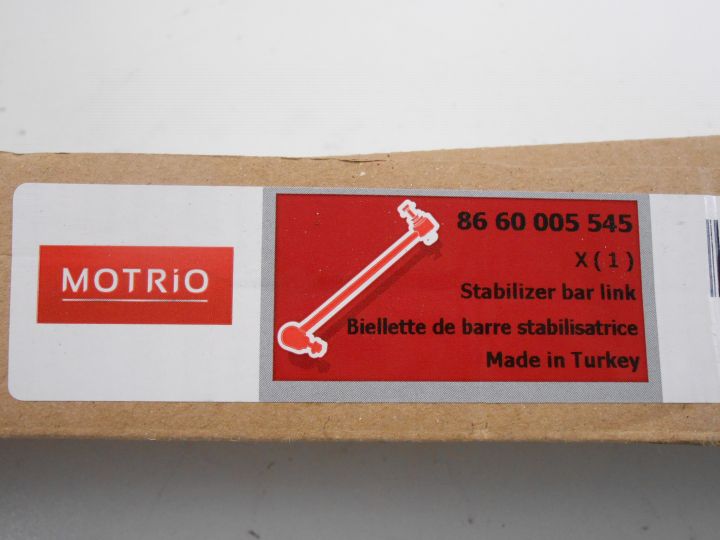 MOTRiO
86 60 005 545
X ( 1 )
Stabilizer bar link
Biellette de barre stabilisatrice
Made in Turkey